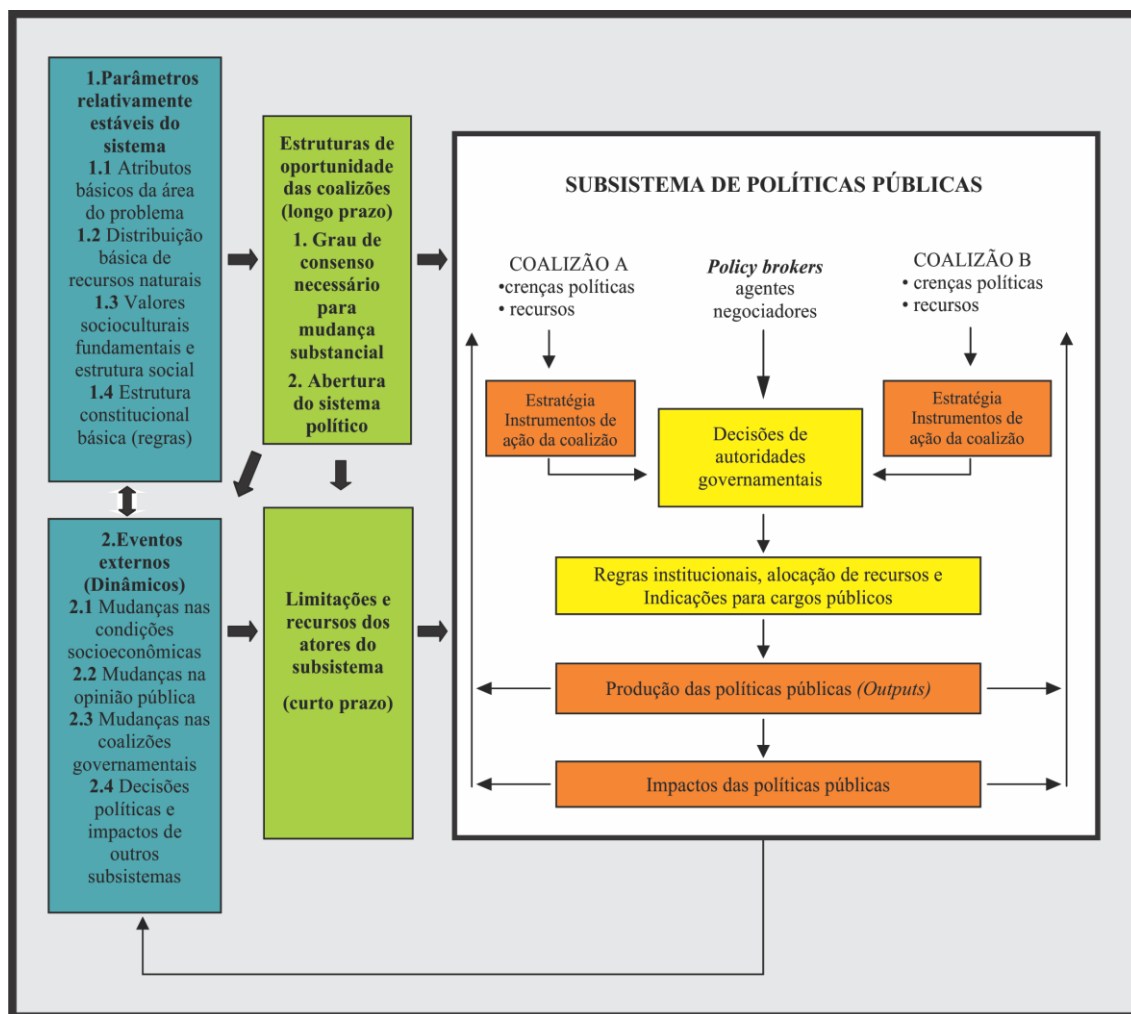 1.Parâmetros
relativamente
estáveis do
sistema
1.1 Atributos
básicos da área
do problema
1.2 Distribuição
básica de
recursos naturais
1.3 Valores
socioculturais
fundamentais e
estrutura social
1.4 Estrutura
constitucional
básica (regras)
Estruturas de
oportunidade
das coalizões
(longo prazo)
1. Grau de
consenso
necessário
para
mudança
substancial
2. Abertura
do sistema
político
2.Eventos
externos
(Dinâmicos)
2.1 Mudanças nas
condições
socioeconômicas
2.2 Mudanças na
opinião pública
2.3 Mudanças nas
coalizões
governamentais
2.4 Decisões
políticas e
impactos de
outros
subsistemas
Limitações e
recursos dos
atores do
subsistema
(curto prazo)
SUBSISTEMA DE POLÍTICAS PÚBLICAS
COALIZÃO A
•crenças políticas
• recursos
Policy brokers
agentes
negociadores
COALIZÃO B
• crenças políticas
• recursos
Estratégia
Instrumentos de
ação da coalizão
Decisões de
autoridades
governamentais
Estratégia
Instrumentos de
ação da coalizão
Regras institucionais, alocação de recursos e
Indicações para cargos públicos
Produção das políticas públicas (Outputs)
Impactos das políticas públicas